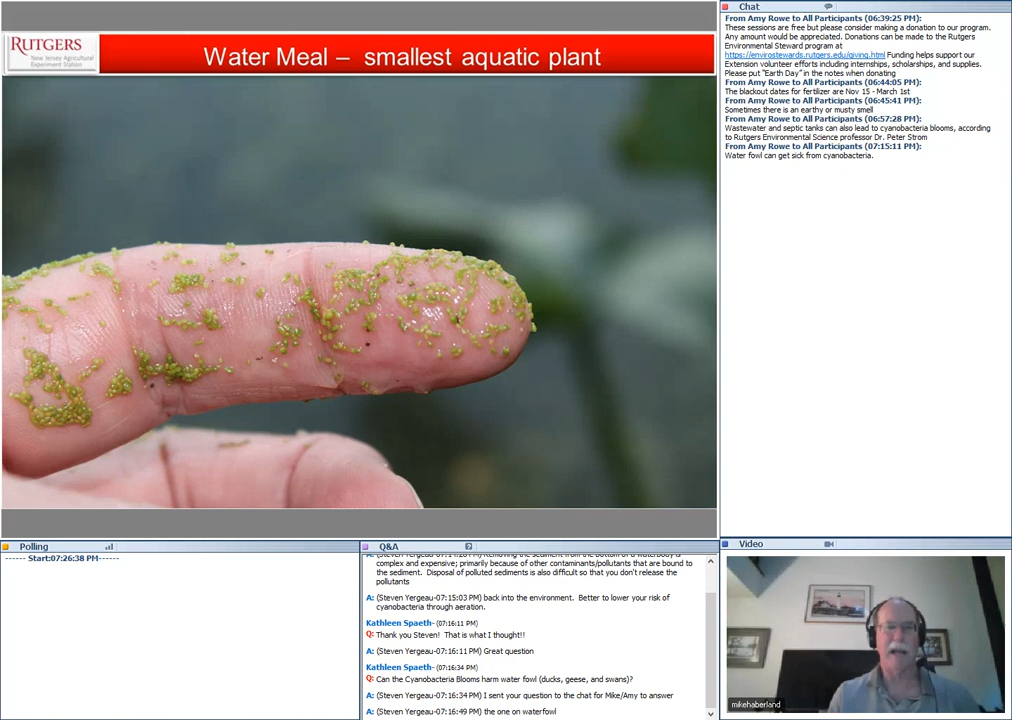 RUTGERS
New Jersey Agricultural
Experiment Station
Water Meal – smallest aquatic plant
Chat
From Amy Rowe to All Participants (06:39:25 PM):
These sessions are free but please consider making a donation to our program.
Any amount would be appreciated. Donations can be made to the Rutgers
Environmental Steward program at
https://envirostewards.rutgers.edu/giving.html Funding helps support our
Extension volunteer efforts including internships, scholarships, and supplies.
Please put "Earth Day" in the notes when donating
From Amy Rowe to All Participants (06:44:05 PM):
The blackout dates for fertilizer are Nov 15 - March 1st
From Amy Rowe to All Participants (06:45:41 PM):
Sometimes there is an earthy or musty smell
From Amy Rowe to All Participants (06:57:28 PM):
Wastewater and septic tanks can also lead to cyanobacteria blooms, according
to Rutgers Environmental Science professor Dr. Peter Strom
From Amy Rowe to All Participants (07:15:11 PM):
Water fowl can get sick from cyanobacteria.
Polling
------ Start:07:26:38 PM------
Q&A
complex and expensive; primarily because of other contaminants/pollutants that are bound to
the sediment. Disposal of polluted sediments is also difficult so that you don't release the
pollutants
A: (Steven Yergeau-07:15:03 PM) back into the environment. Better to lower your risk of
cyanobacteria through aeration.
Kathleen Spaeth- (07:16:11 PM)
Q: Thank you Steven! That is what I thought!!
A: (Steven Yergeau-07:16:11 PM) Great question
Kathleen Spaeth- (07:16:34 PM)
Q: Can the Cyanobacteria Blooms harm water fowl (ducks, geese, and swans)?
A: (Steven Yergeau-07:16:34 PM) I sent your question to the chat for Mike/Amy to answer
A: (Steven Yergeau-07:16:49 PM) the one on waterfowl
Video
mikehaberland